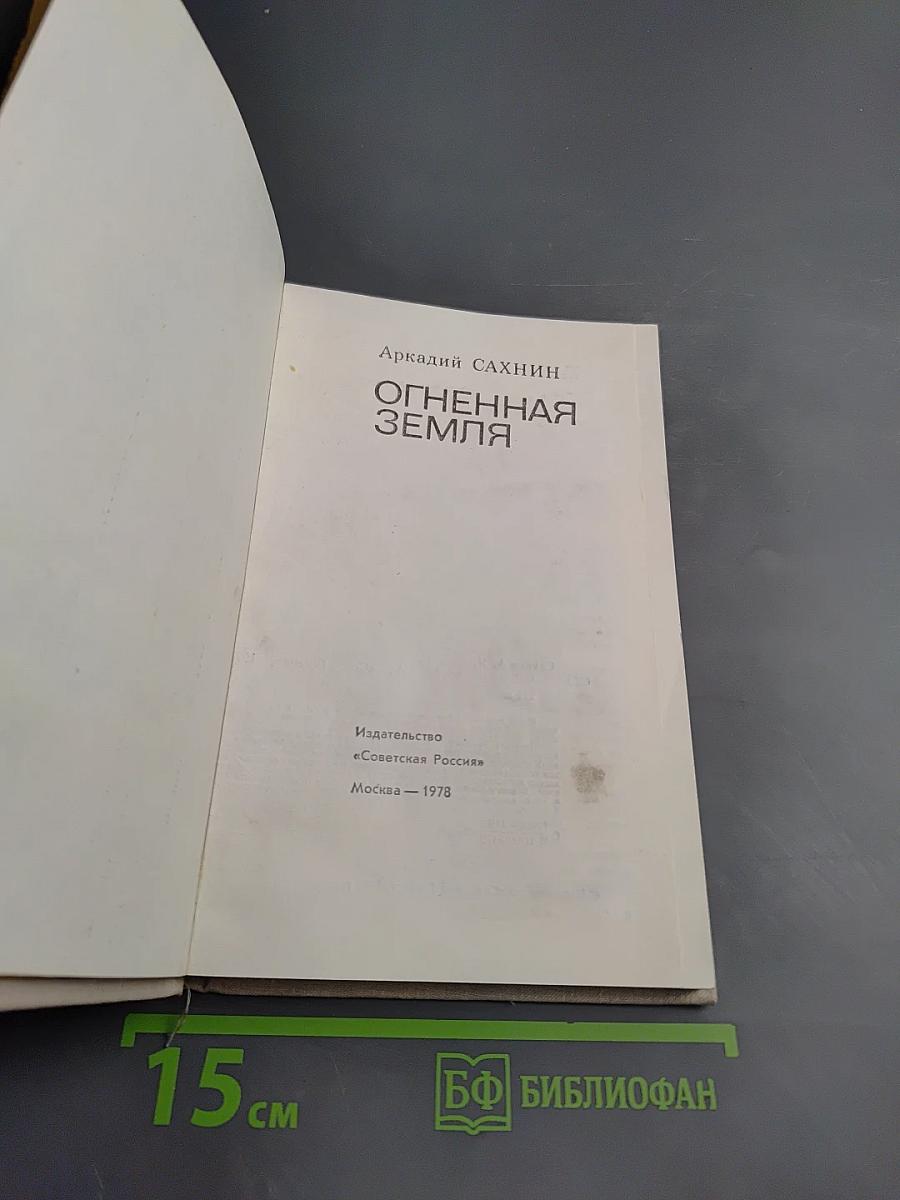 Аркадий САХНИН
ОГНЕННАЯ
ЗЕМЛЯ
Издательство
«Советская Россия»
Москва — 1978
15 см
БФ БИБЛИОФАН